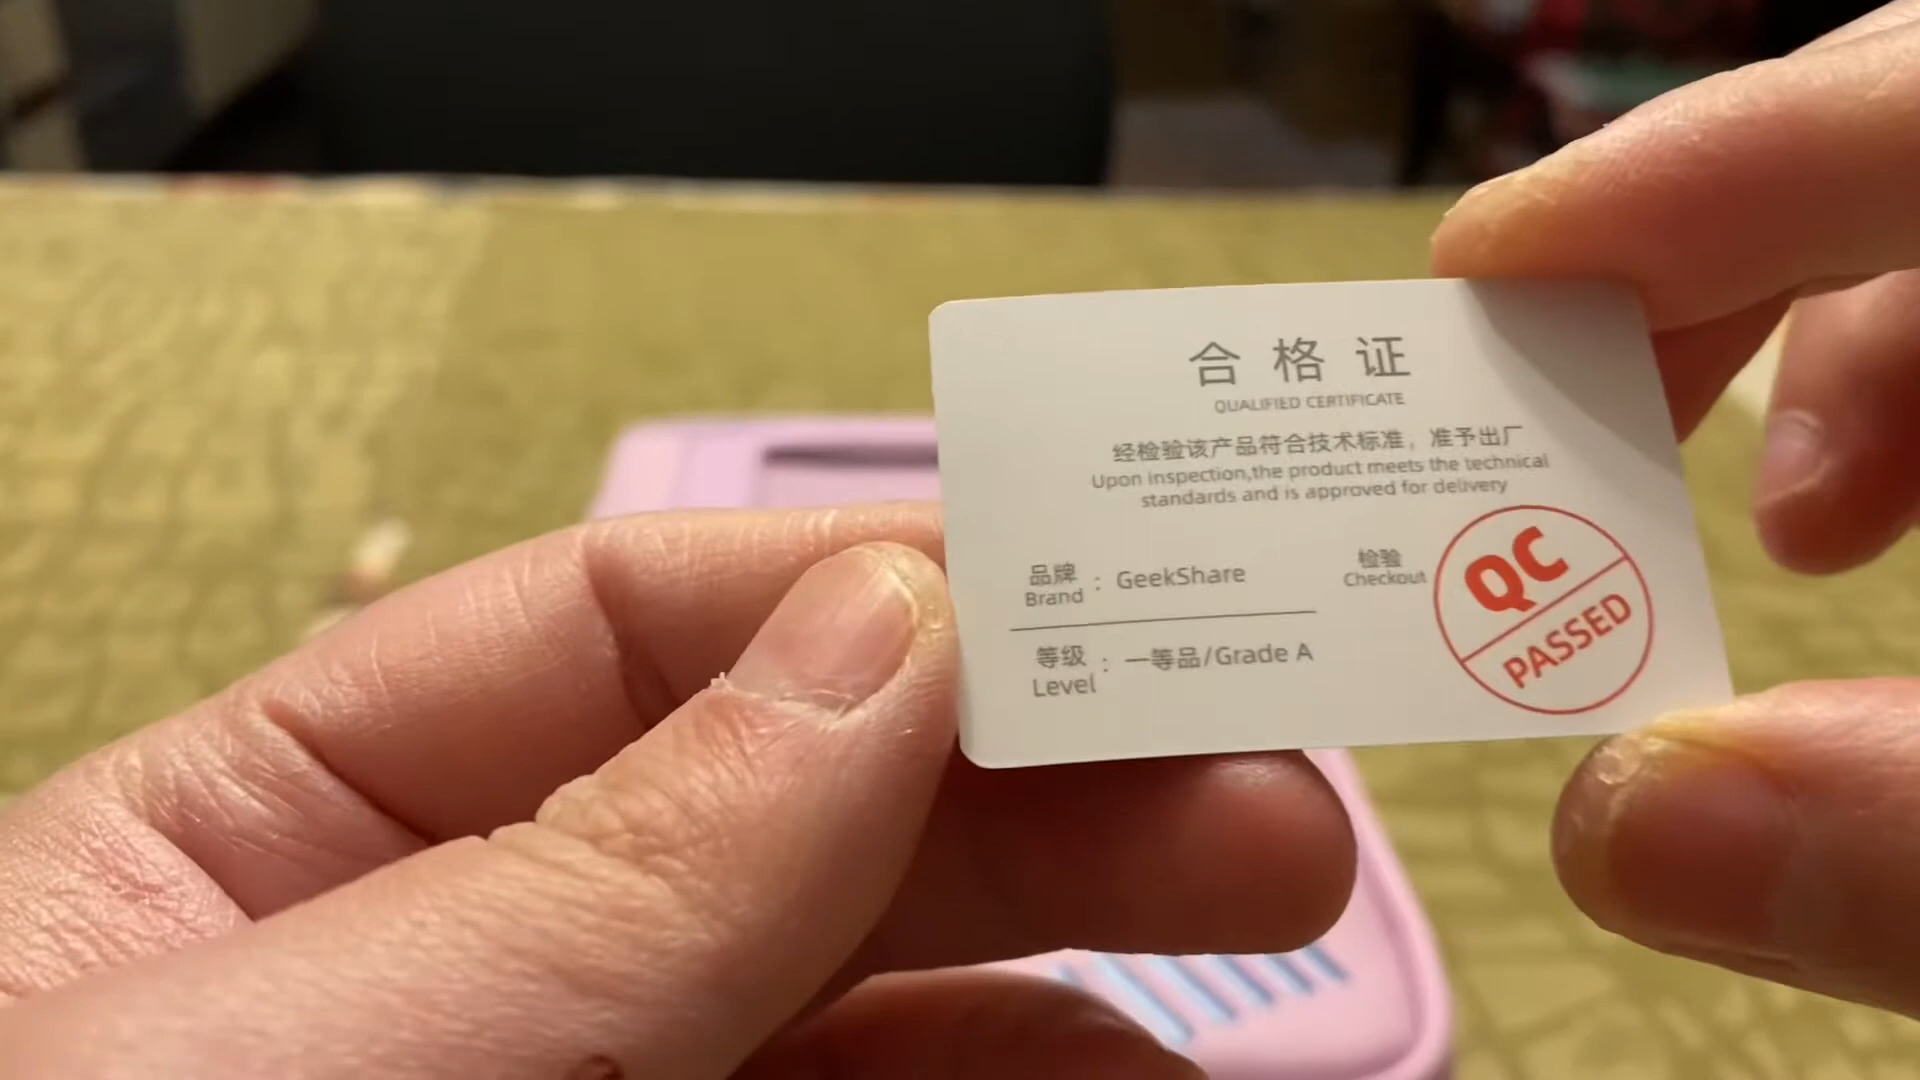 合格证
QUALIFIED CERTIFICATE
经检验该产品符合技术标准，准予出厂
Upon inspection,the product meets the technical
standards and is approved for delivery
品牌
Brand
: GeekShare
检验
Checkout
QC
PASSED
等级
Level
: 一等品/Grade A